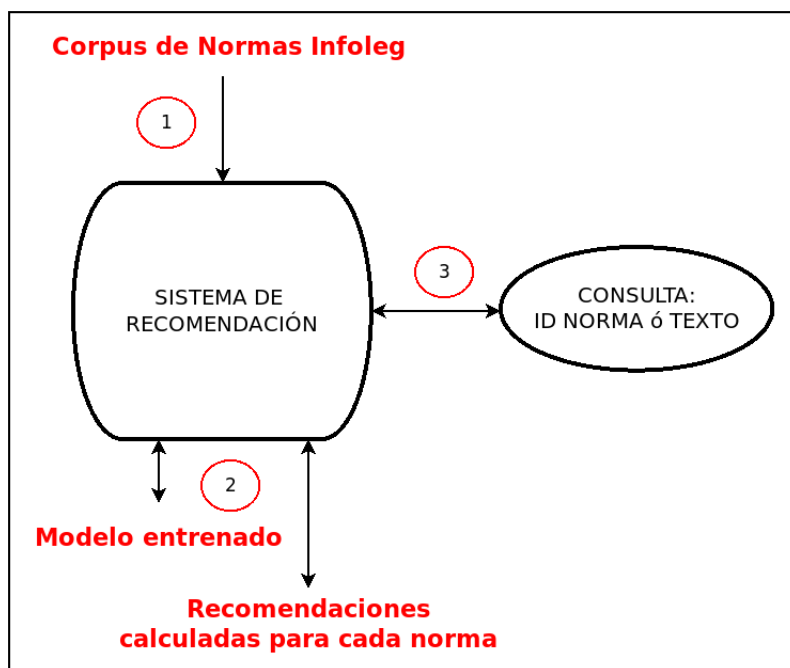 Corpus de Normas Infoleg
1
SISTEMA DE
RECOMENDACIÓN
3
CONSULTA:
ID NORMA ó TEXTO
2
Modelo entrenado
Recomendaciones
calculadas para cada norma